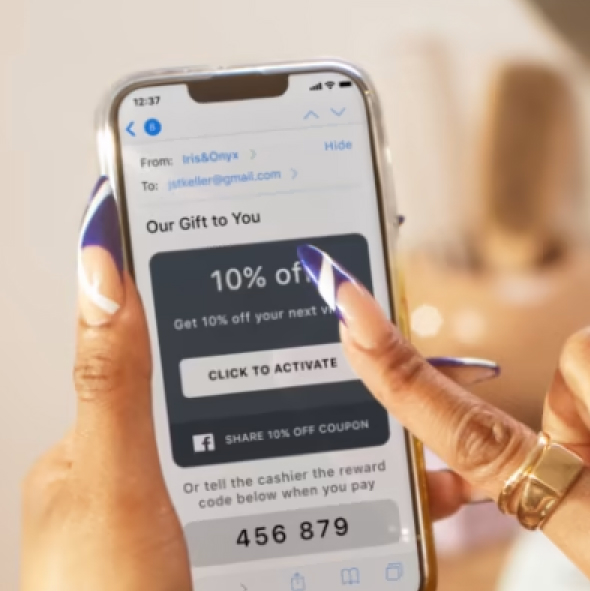 12:37
6
From: Iris&Onyx
Hide
To: jstkeller@gmail.com
Our Gift to You
10% of
Get 10% off your next
CLICK TO ACTIVATE
f SHARE 10% OFF COUPON
Or tell the cashier the reward
code below when you pay
456 879